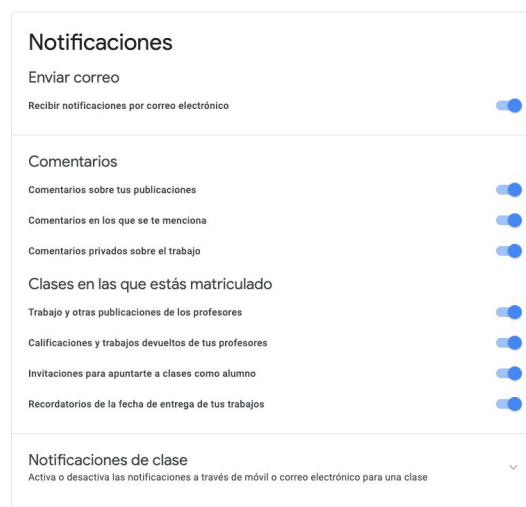 Notificaciones
Enviar correo
Recibir notificaciones por correo electrónico
Comentarios
Comentarios sobre tus publicaciones
Comentarios en los que se te menciona
Comentarios privados sobre el trabajo
Clases en las que estás matriculado
Trabajo y otras publicaciones de los profesores
Calificaciones y trabajos devueltos de tus profesores
Invitaciones para apuntarte a clases como alumno
Recordatorios de la fecha de entrega de tus trabajos
Notificaciones de clase
Activa o desactiva las notificaciones a través de móvil o correo electrónico para una clase